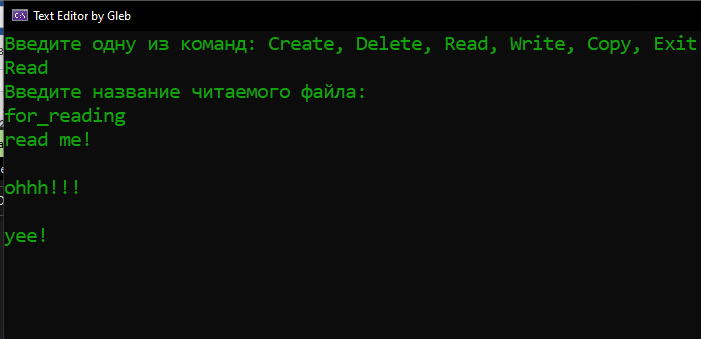 Text Editor by Gleb
Введите одну из команд: Create, Delete, Read, Write, Copy, Exit
Read
Введите название читаемого файла:
for_reading
read me!
ohhh!!!
yee!